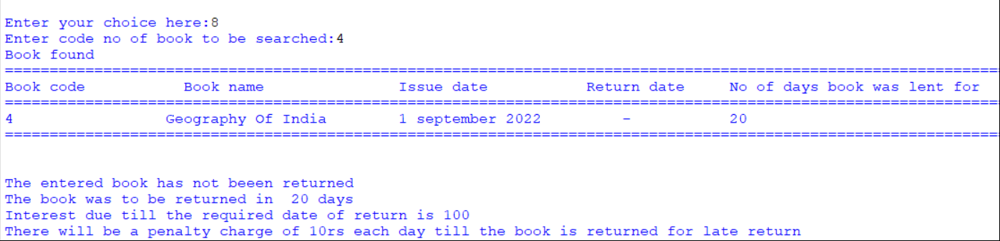 Enter your choice here:8
Enter code no of book to be searched:4
Book found
================================================================================================================
Book code           Book name               Issue date           Return date     No of days book was lent for
================================================================================================================
4                 Geography Of India        1 september 2022         -           20
================================================================================================================
The entered book has not beeen returned
The book was to be returned in  20 days
Interest due till the required date of return is 100
There will be a penalty charge of 10rs each day till the book is returned for late return